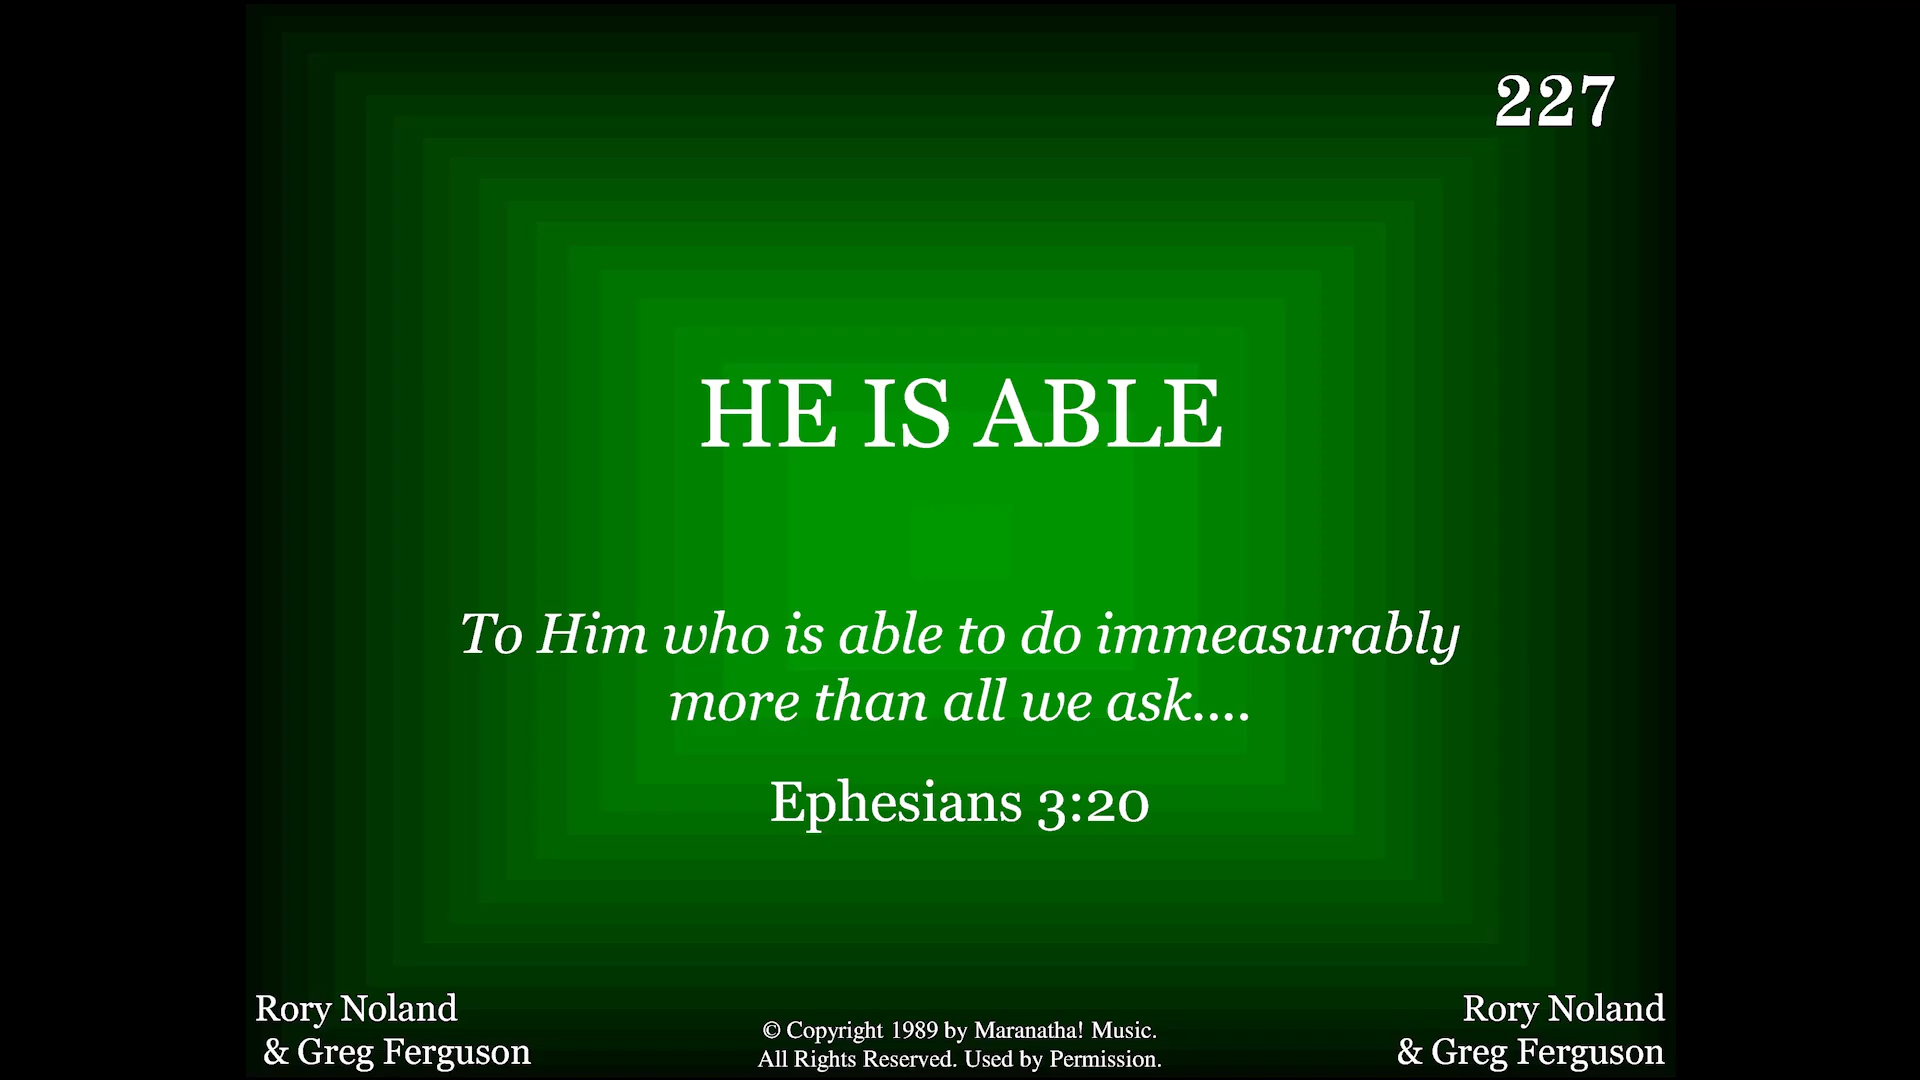 227
HE IS ABLE
To Him who is able to do immeasurably
more than all we ask....
Ephesians 3:20
Rory Noland
& Greg Ferguson
© Copyright 1989 by Maranatha! Music.
All Rights Reserved. Used by Permission.
Rory Noland
& Greg Ferguson